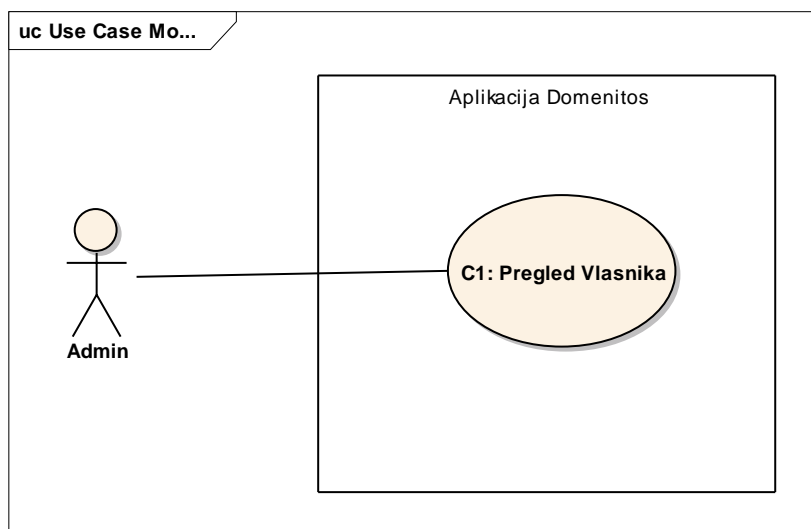 uc Use Case Mo...
Aplikacija Domenitos
C1: Pregled Vlasnika
Admin